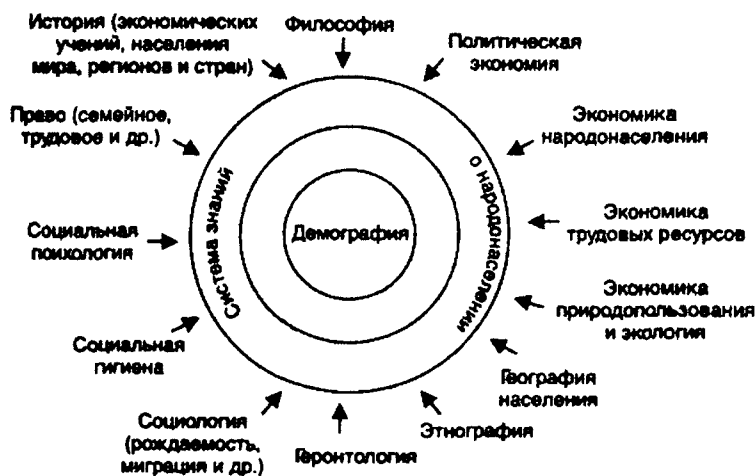 История (экономических
учений, населения
мира, регионов и стран)
Философия
Политическая
экономия
Право (семейное,
трудовое и др.)
Экономика
народонаселения
Социальная
психология
Система знаний
Демография
о народонаселении
Экономика
трудовых ресурсов
Экономика
природопользования
и экология
Социальная
гигиена
География
населения
Социология
(рождаемость,
миграция и др.)
Геронтология
Этнография